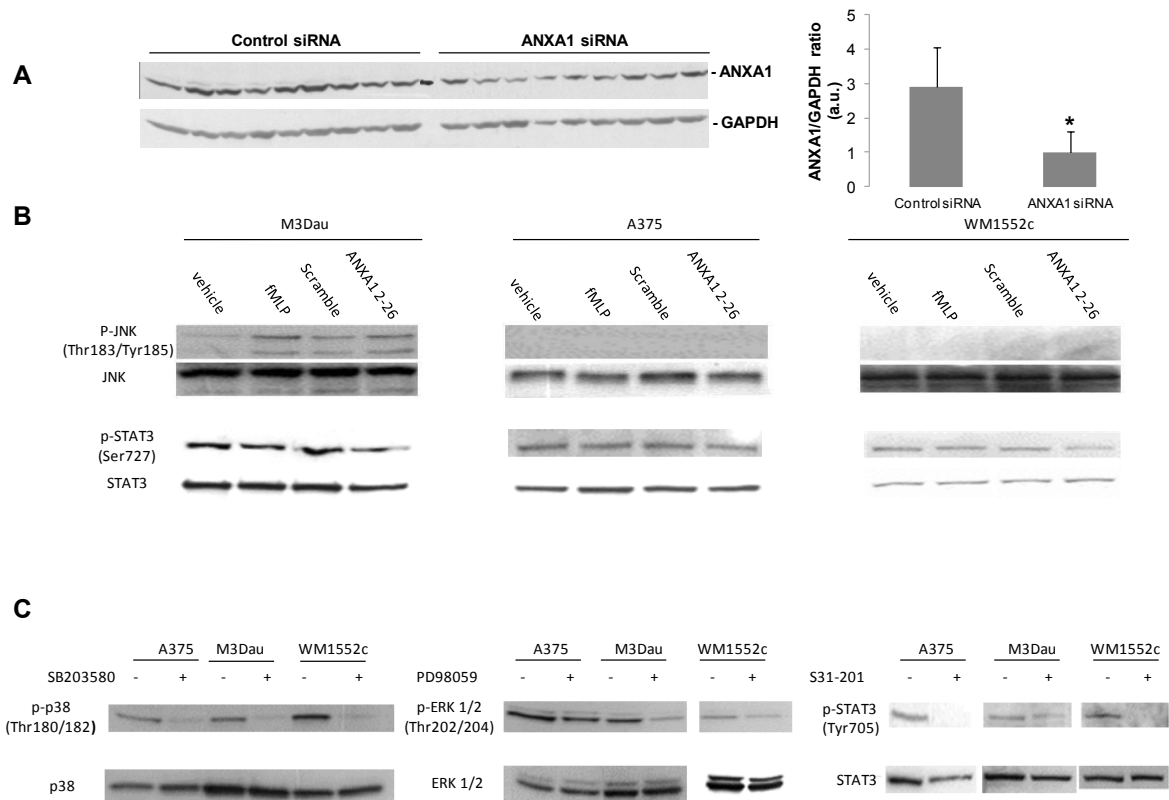 A
Control siRNA
ANXA1 siRNA
- ANXA1
- GAPDH
ANXA1/GAPDH ratio
(a.u.)
5
4
3
2
1
0
*
Control siRNA
ANXA1 siRNA
B
M3Dau
A375
WM1552c
vehicle
fMLP
Scramble
ANXA1 2-26
vehicle
fMLP
Scramble
ANXA1 2-26
vehicle
fMLP
Scramble
ANXA1 2-26
P-JNK
(Thr183/Tyr185)
JNK
p-STAT3
(Ser727)
STAT3
C
A375 M3Dau WM1552c
SB203580 - + - + - +
p-p38
(Thr180/182)
p38
A375 M3Dau WM1552c
PD98059 - + - + - +
p-ERK 1/2
(Thr202/204)
ERK 1/2
A375 M3Dau WM1552c
S31-201 - + - + - +
p-STAT3
(Tyr705)
STAT3